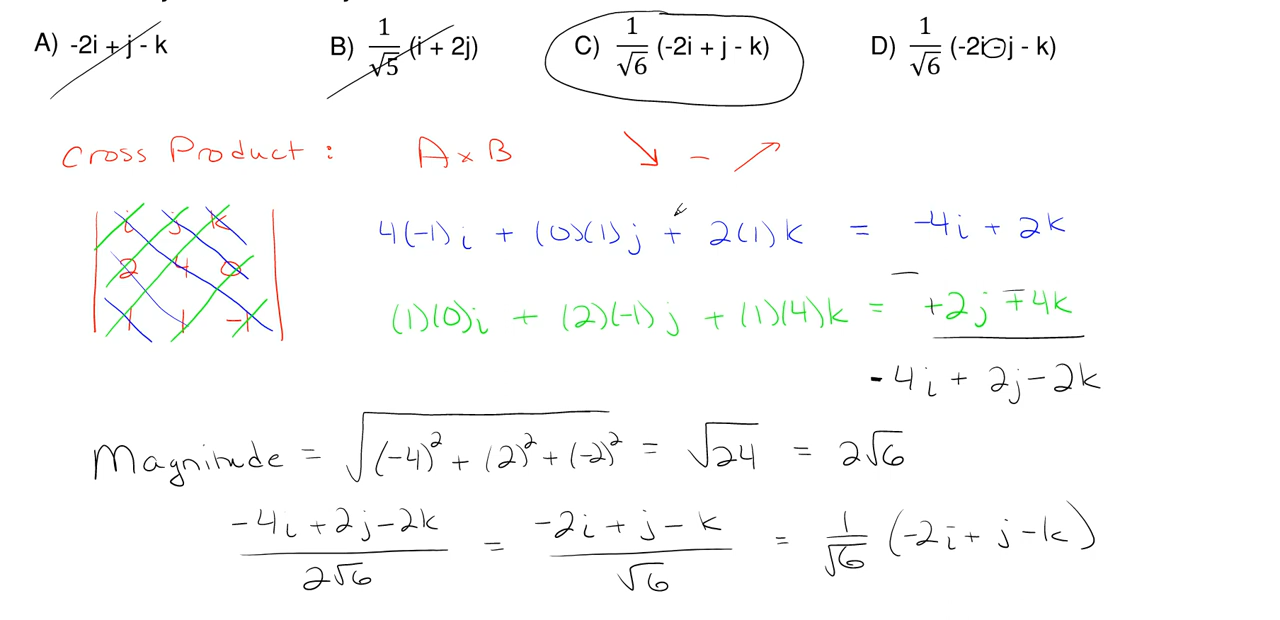 A) -2i + j - k B) 1/√5 (i + 2j) C) 1/√6 (-2i + j - k) D) 1/√6 (-2i - j - k)
Cross Product : A × B ↘ - ↗
i j k
4(-1)i + (0)(1)j + 2(1)k = -4i + 2k
2 4 0
(1)(0)i + (2)(-1)j + (1)(4)k = +2j - 4k
1 1 -1
-4i + 2j - 2k
Magnitude = √((-4)² + (2)² + (-2)²) = √24 = 2√6
(-4i + 2j - 2k)/(2√6) = (-2i + j - k)/√6 = 1/√6 (-2i + j - k)